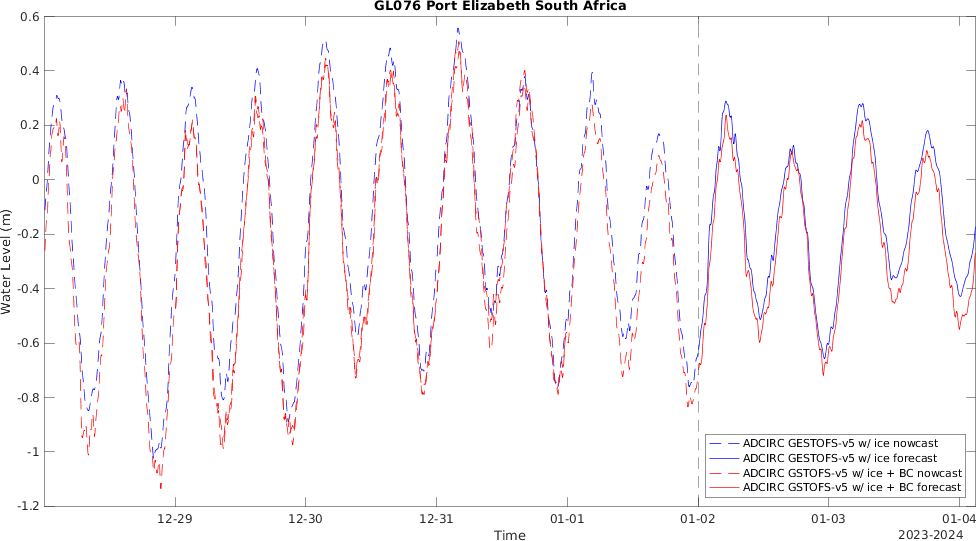 GL076 Port Elizabeth South Africa
0.6
0.4
0.2
0
-0.2
-0.4
-0.6
-0.8
-1
-1.2
Water Level (m)
ADCIRC GESTOFS-v5 w/ ice nowcast
ADCIRC GESTOFS-v5 w/ ice forecast
ADCIRC GSTOFS-v5 w/ ice + BC nowcast
ADCIRC GSTOFS-v5 w/ ice + BC forecast
12-29 12-30 12-31 01-01 01-02 01-03 01-04
Time
2023-2024